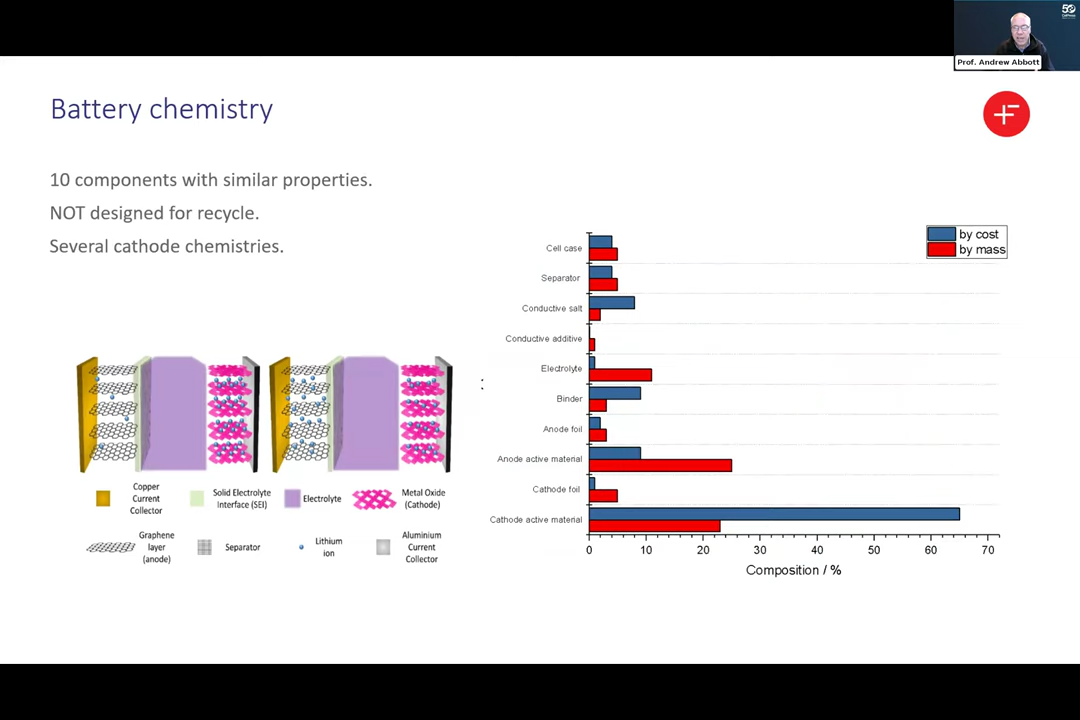 50
Prof. Andrew Abbott
Battery chemistry
10 components with similar properties.
NOT designed for recycle.
Several cathode chemistries.
by cost
by mass
Cell case
Separator
Conductive salt
Conductive additive
Electrolyte
Binder
Anode foil
Anode active material
Cathode foil
Cathode active material
0 10 20 30 40 50 60 70
Composition / %
:
Copper
Current
Collector
Solid Electrolyte
Interface (SEI)
Electrolyte
Metal Oxide
(Cathode)
Graphene
layer
(anode)
Separator
Lithium
ion
Aluminium
Current
Collector